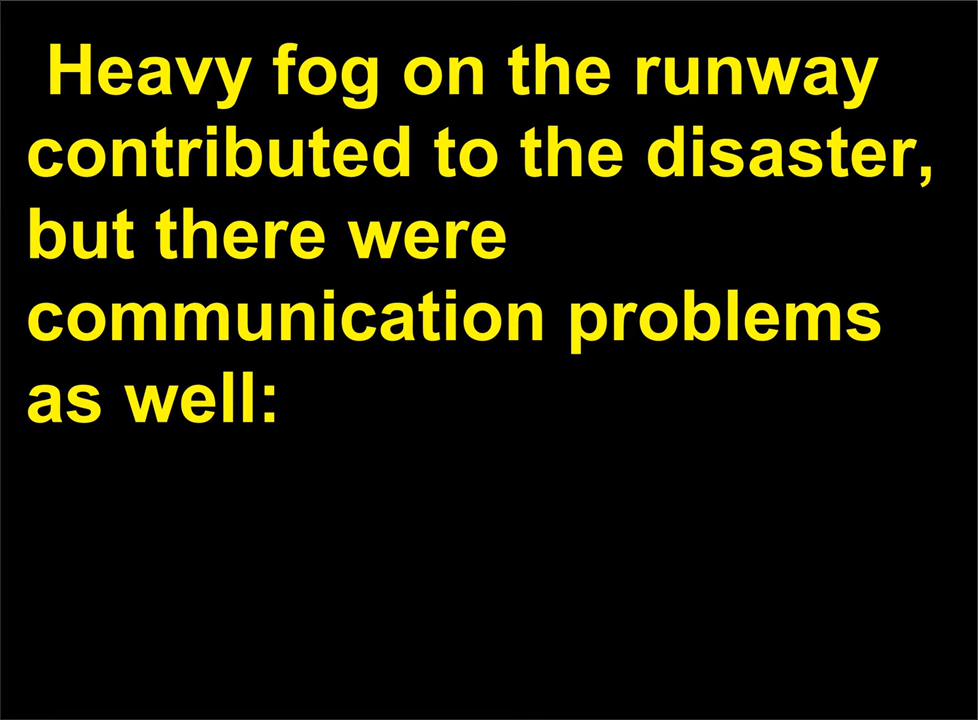 Heavy fog on the runway
contributed to the disaster,
but there were
communication problems
as well: